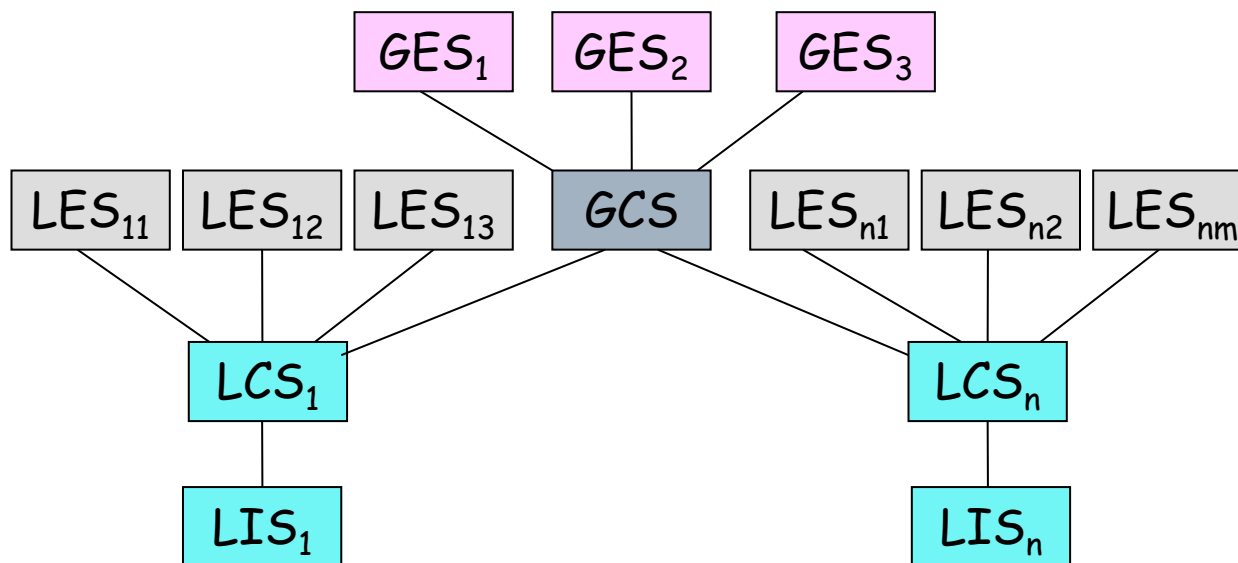 GES₁ GES₂ GES₃
LES₁₁ LES₁₂ LES₁₃ GCS LESₙ₁ LESₙ₂ LESₙₘ
LCS₁ LCSₙ
LIS₁ LISₙ